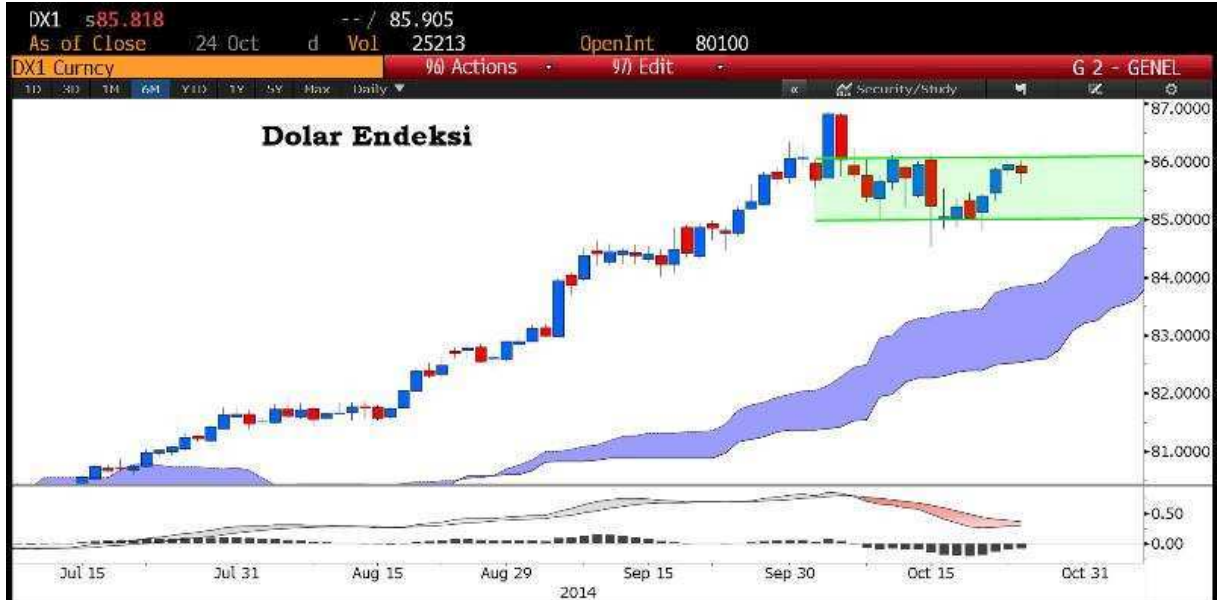 DX1 s85.818 -- / 85.905
As of Close 24 Oct d Vol 25213 OpenInt 80100
DX1 Curncy 96) Actions 97) Edit G 2 - GENEL
1D 3D 1M 6M YTD 1Y 5Y Max Daily ▼ « Security/Study
Dolar Endeksi
87.0000
86.0000
85.0000
84.0000
83.0000
82.0000
81.0000
0.50
0.00
Jul 15 Jul 31 Aug 15 Aug 29 Sep 15 Sep 30 Oct 15 Oct 31
2014